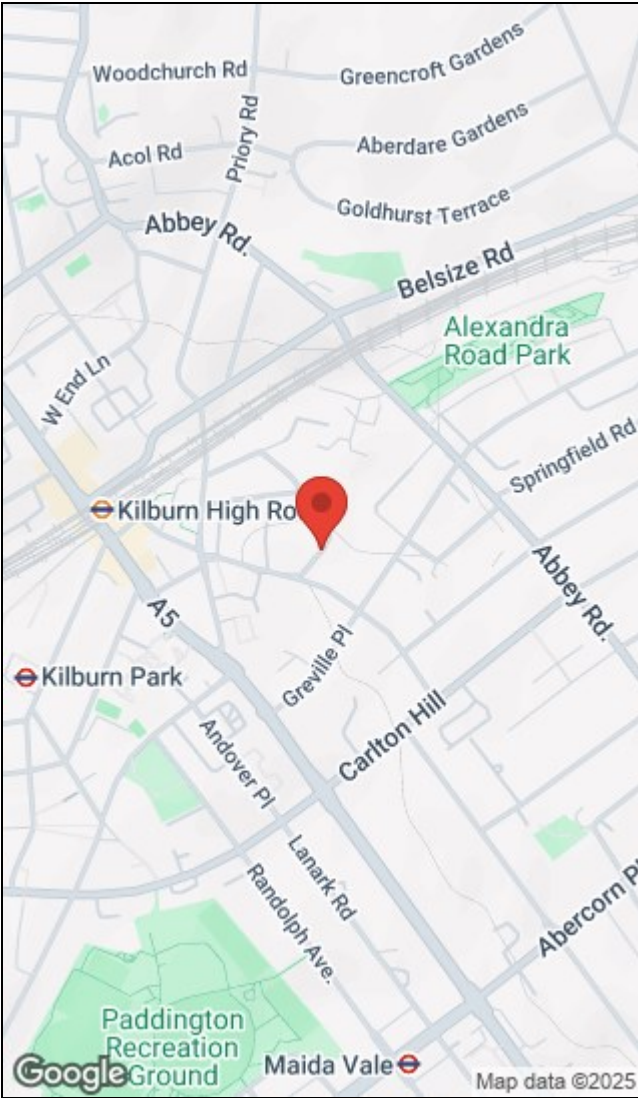 Woodchurch Rd
Greencroft Gardens
Priory Rd
Aberdare Gardens
Acol Rd
Goldhurst Terrace
Abbey Rd.
Belsize Rd
Alexandra
Road Park
W End Ln
Springfield Rd
Kilburn High Ro
Abbey Rd.
A5
Greville Pl
Kilburn Park
Carlton Hill
Andover Pl
Lanark Rd
Randolph Ave.
Abercorn Pl
Paddington
Recreation
Ground
Maida Vale
Google
Map data ©2025